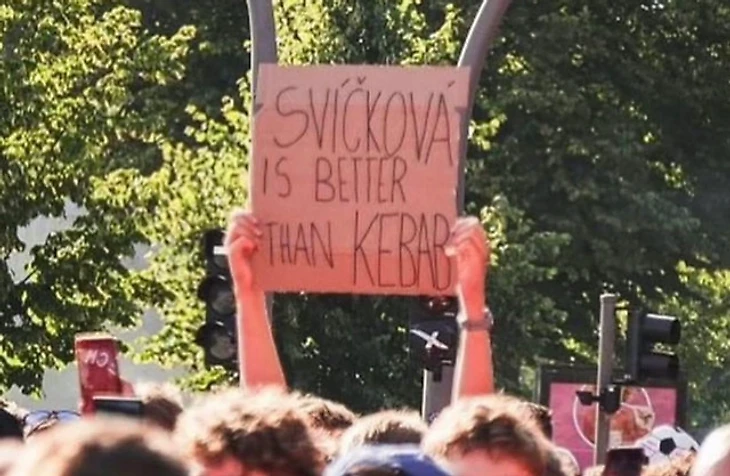 SVÍČKOVÁ
IS BETTER
THAN KEBAB